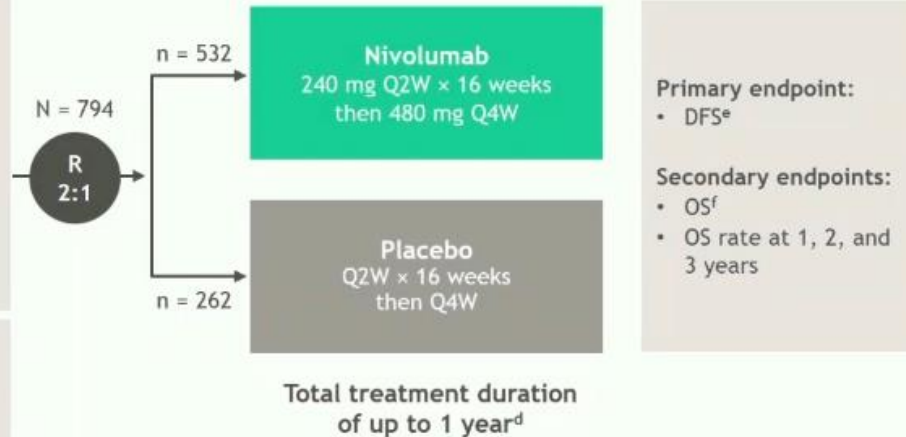 N = 794
R
2:1
n = 532
Nivolumab
240 mg Q2W × 16 weeks
then 480 mg Q4W
n = 262
Placebo
Q2W × 16 weeks
then Q4W
Total treatment duration
of up to 1 yearᵈ
Primary endpoint:
• DFSᵉ
Secondary endpoints:
• OSᶠ
• OS rate at 1, 2, and
3 years